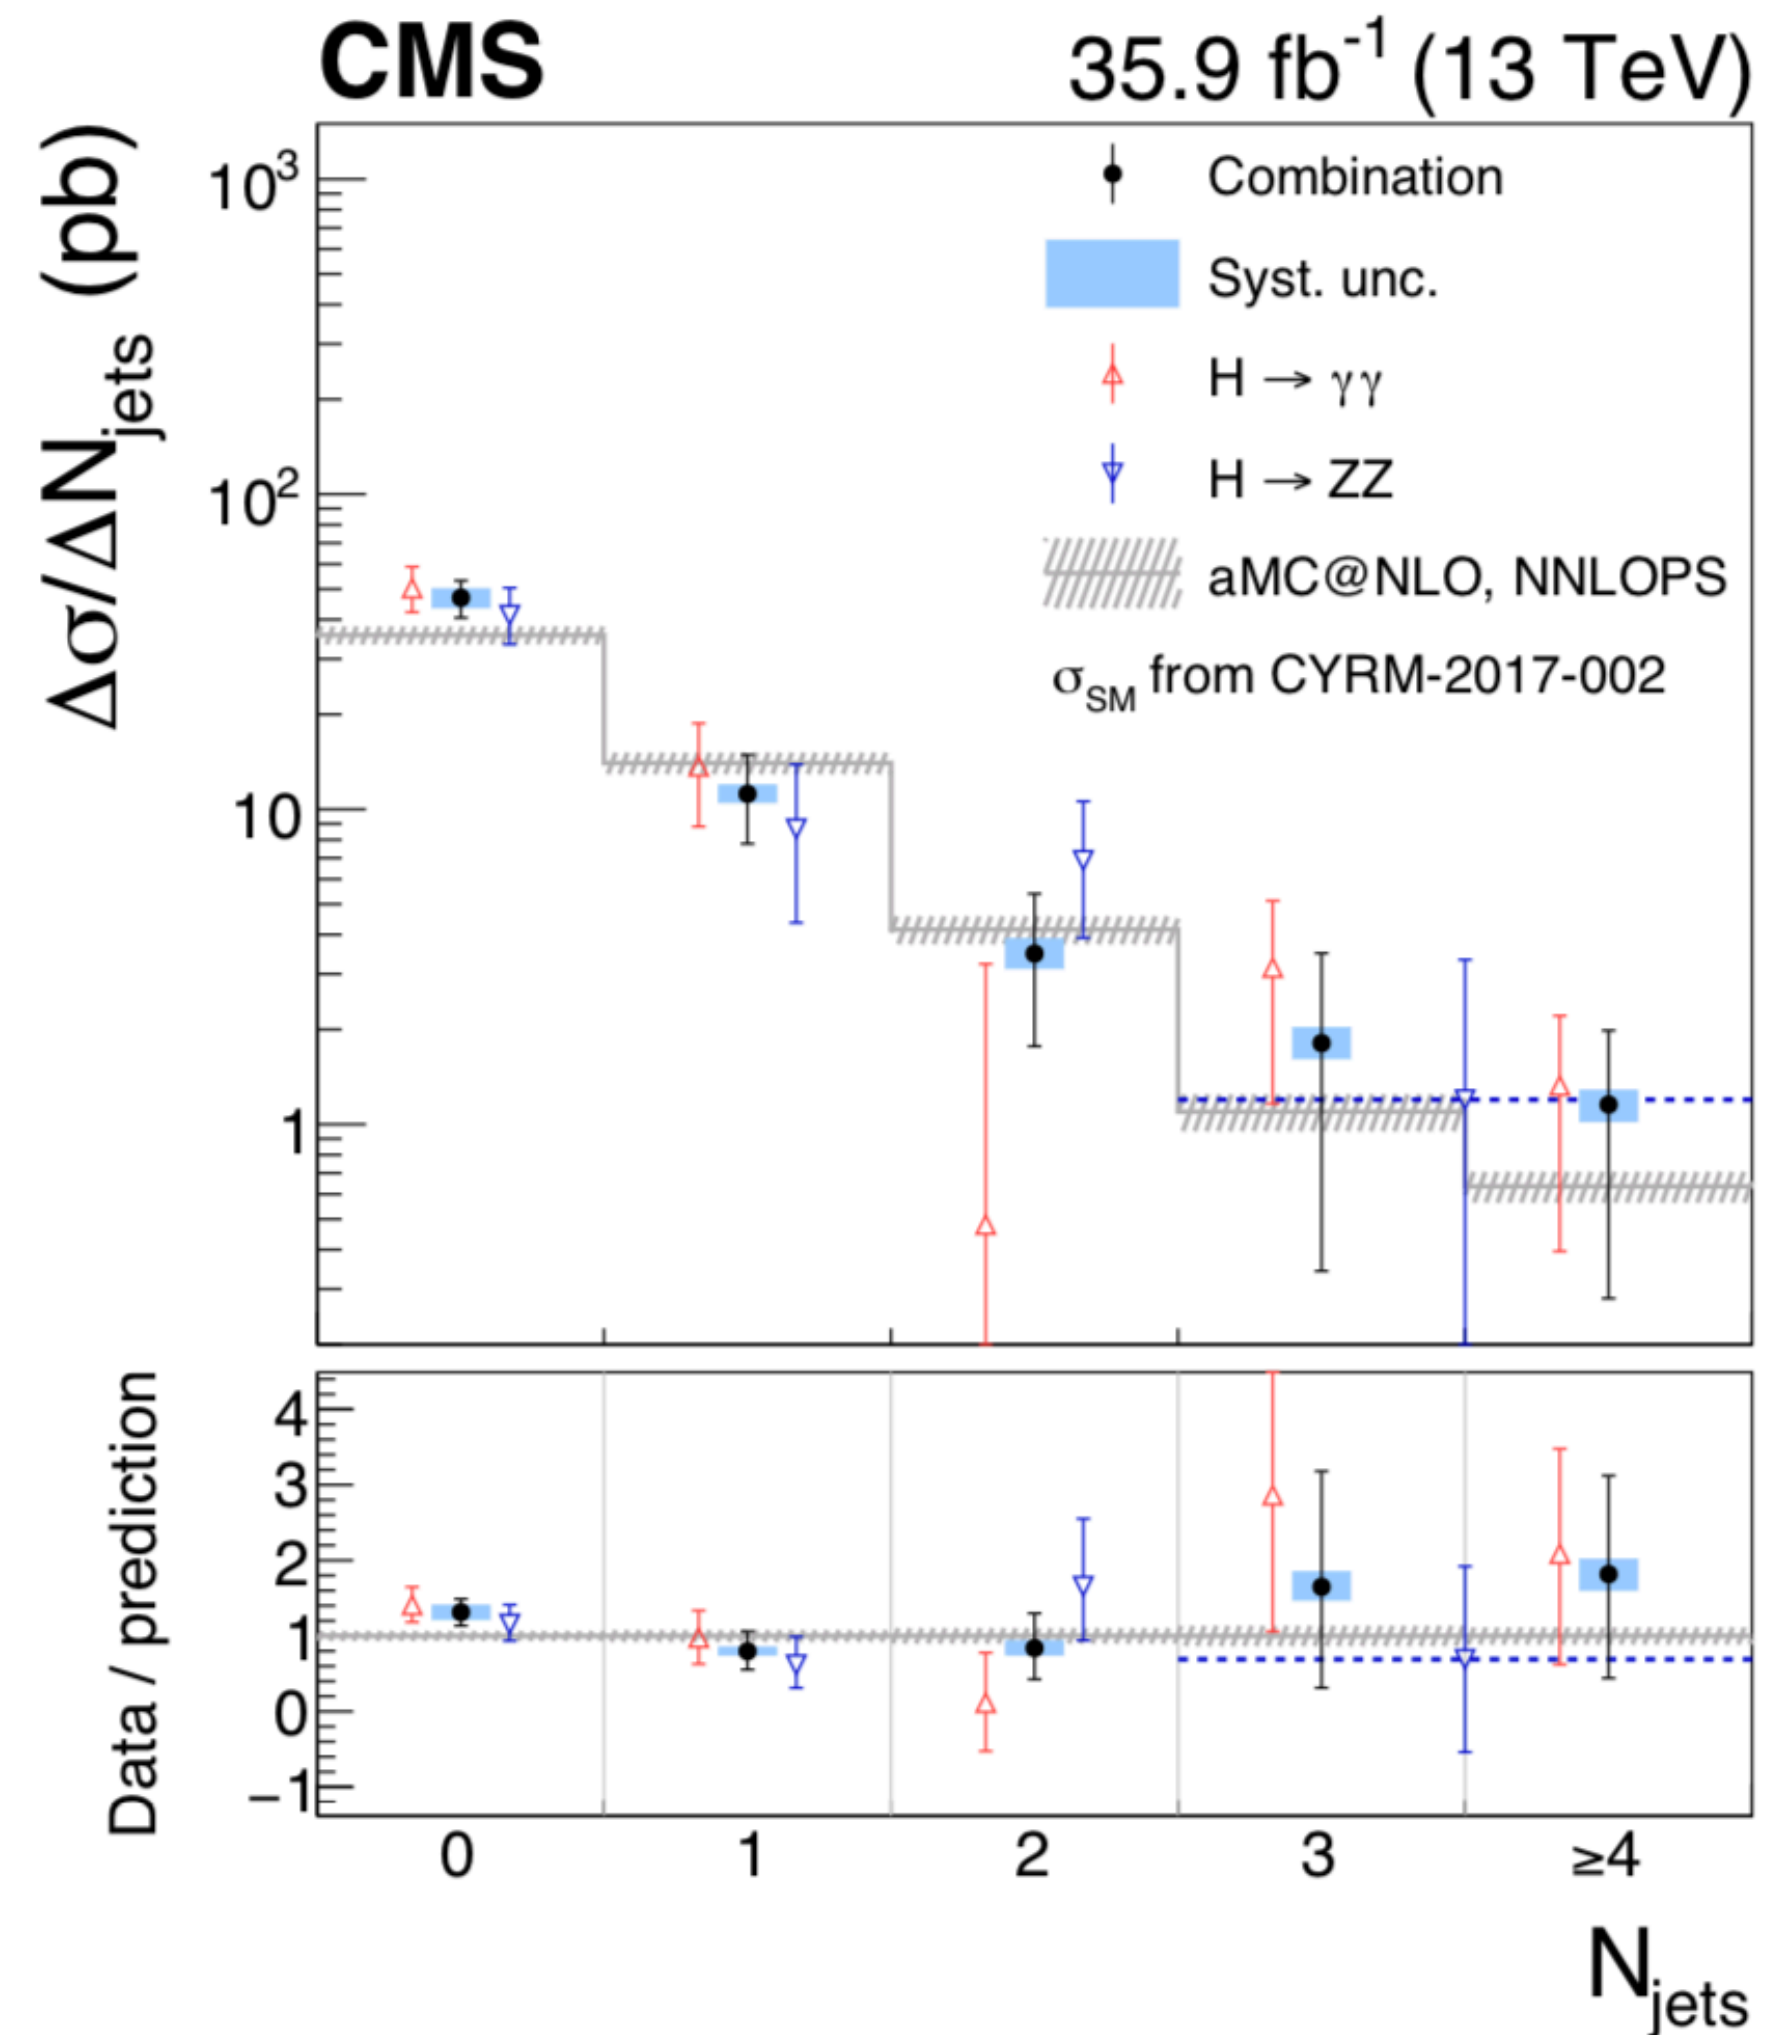 CMS
35.9 fb⁻¹ (13 TeV)
Δσ/ΔN_jets (pb)
10³
10²
10
1
Combination
Syst. unc.
H → γγ
H → ZZ
aMC@NLO, NNLOPS
σ_SM from CYRM-2017-002
Data / prediction
4
3
2
1
0
−1
0 1 2 3 ≥4
N_jets